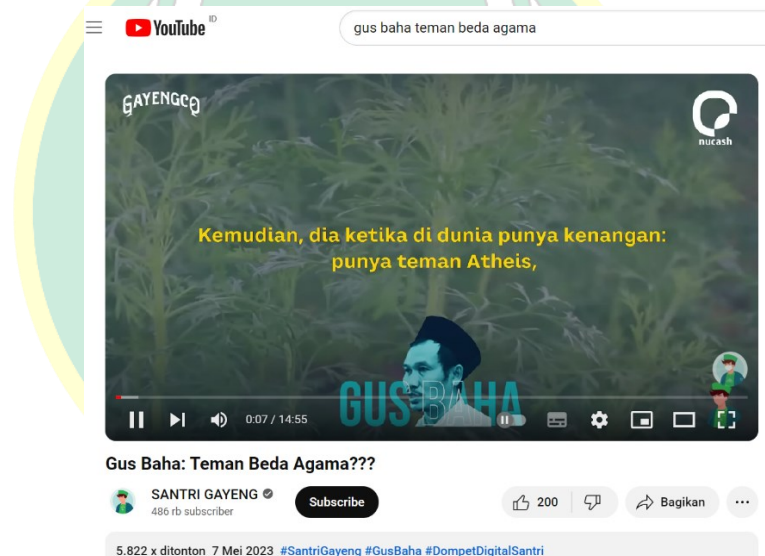 YouTube ID
gus baha teman beda agama
GAYENGCO
nucash
Kemudian, dia ketika di dunia punya kenangan:
punya teman Atheis,
GUS BAHA
0:07 / 14:55
Gus Baha: Teman Beda Agama???
SANTRI GAYENG
486 rb subscriber
Subscribe
200
Bagikan
5.822 x ditonton 7 Mei 2023 #SantriGayeng #GusBaha #DompetDigitalSantri